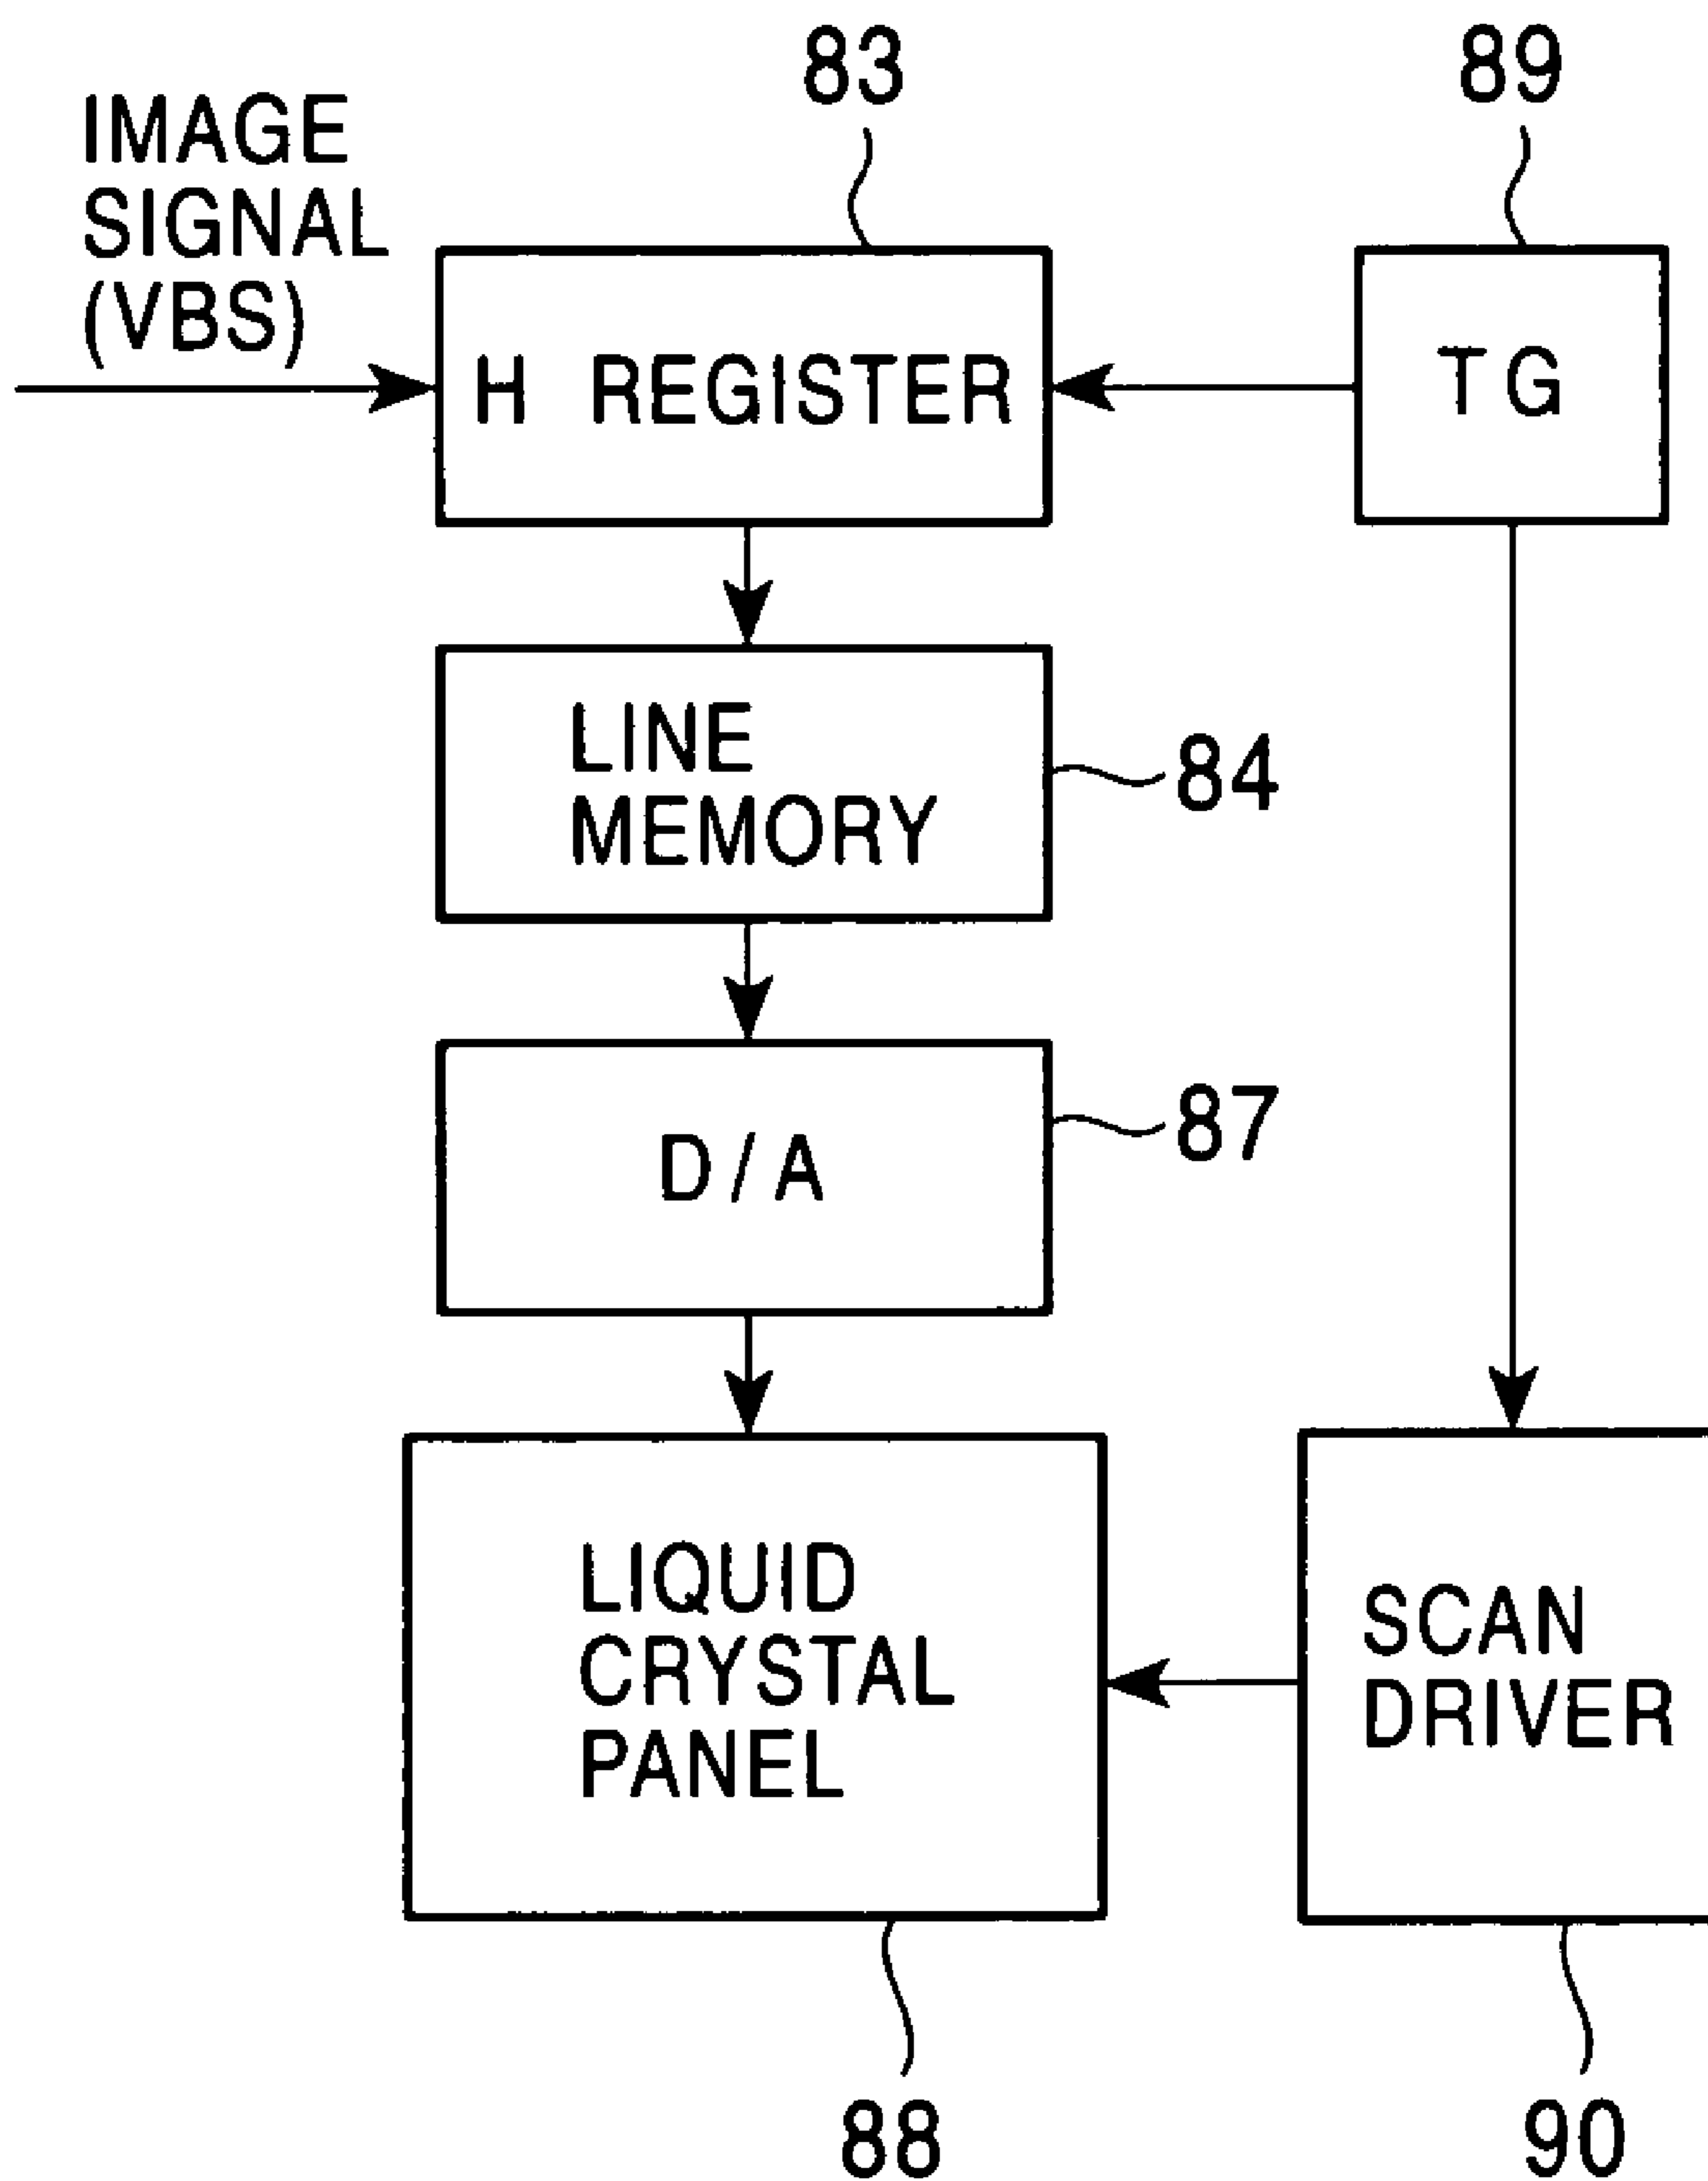 83
89
IMAGE
SIGNAL
(VBS)
H REGISTER
TG
LINE
MEMORY
84
D/A
87
LIQUID
CRYSTAL
PANEL
SCAN
DRIVER
88
90